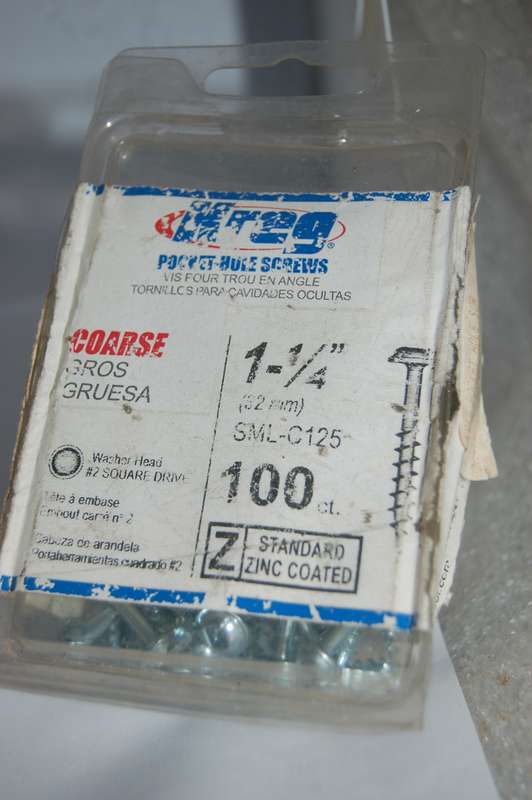 Kreg®
POCKET-HOLE SCREWS
VIS POUR TROU EN ANGLE
TORNILLOS PARA CAVIDADES OCULTAS
COARSE
GROS
GRUESA
1-¼"
(32 mm)
SML-C125
100 ct.
Washer Head
#2 SQUARE DRIVE
Tête à embase
Embout carré n° 2
Cabeza de arandela
Portaherramientas cuadrado #2
Z STANDARD
ZINC COATED